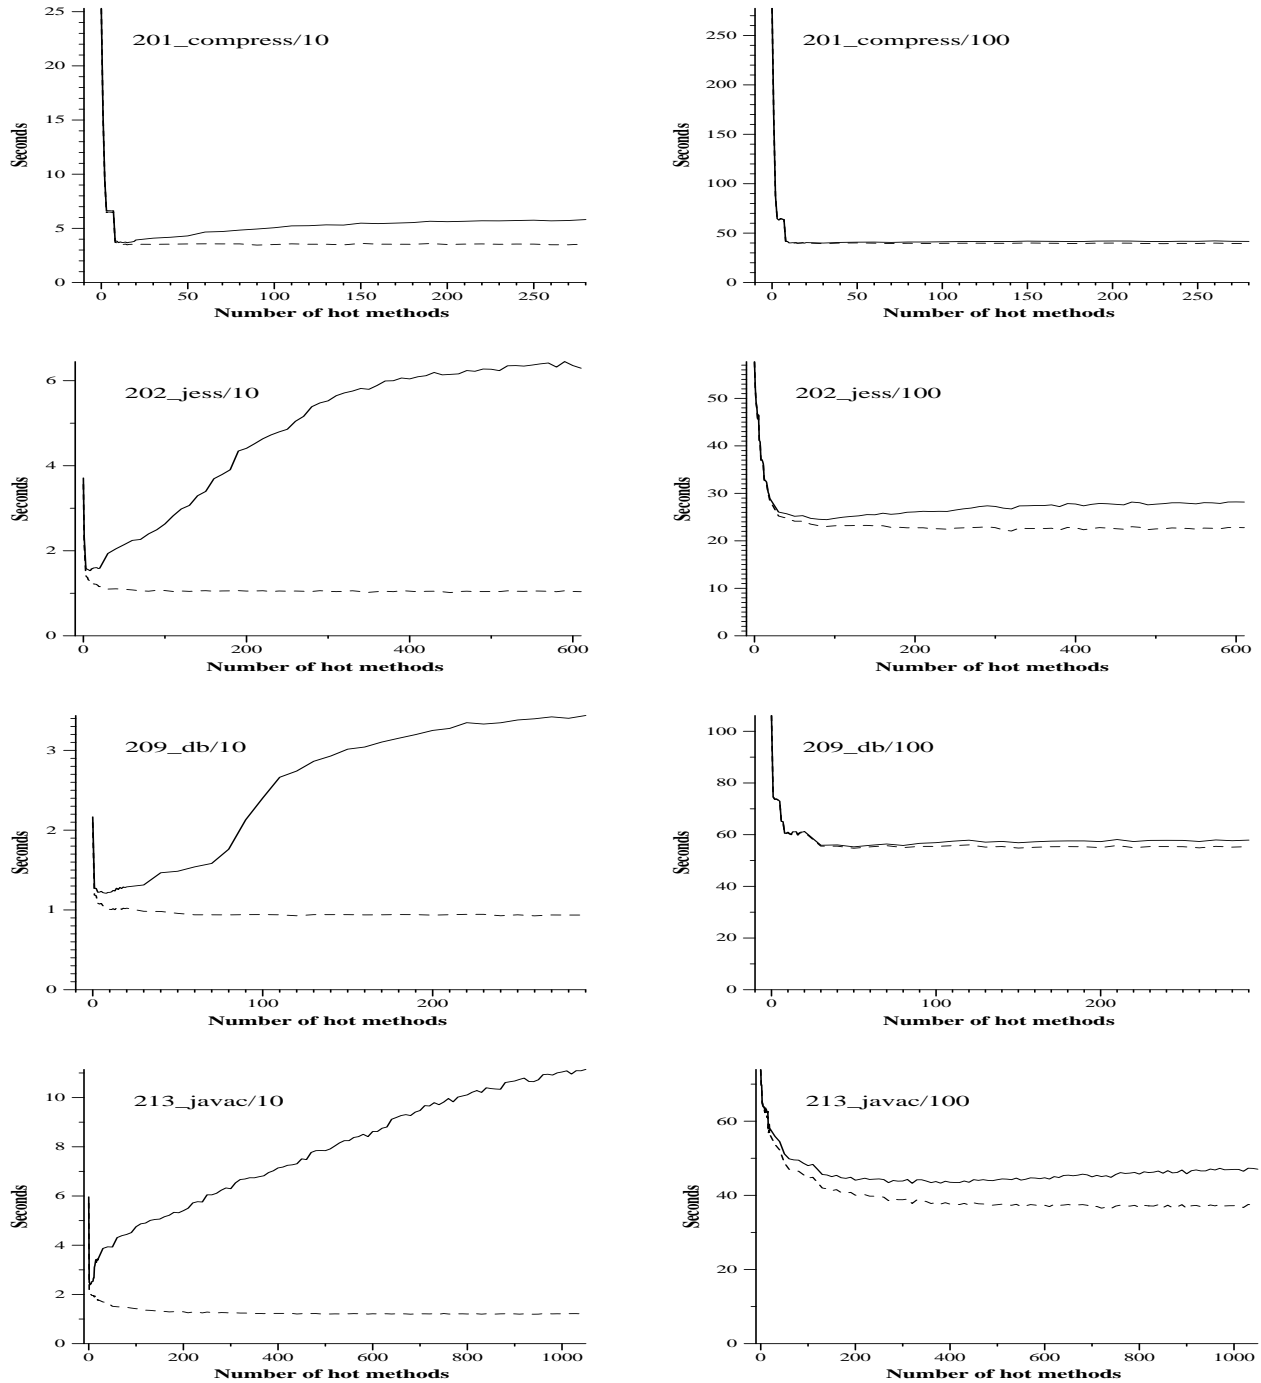 201_compress/10
25
20
15
10
5
0
Seconds
0 50 100 150 200 250
Number of hot methods
201_compress/100
250
200
150
100
50
0
Seconds
0 50 100 150 200 250
Number of hot methods
202_jess/10
6
4
2
0
Seconds
0 200 400 600
Number of hot methods
202_jess/100
50
40
30
20
10
0
Seconds
0 200 400 600
Number of hot methods
209_db/10
3
2
1
0
Seconds
0 100 200
Number of hot methods
209_db/100
100
80
60
40
20
0
Seconds
0 100 200
Number of hot methods
213_javac/10
10
8
6
4
2
0
Seconds
0 200 400 600 800 1000
Number of hot methods
213_javac/100
60
40
20
0
Seconds
0 200 400 600 800 1000
Number of hot methods